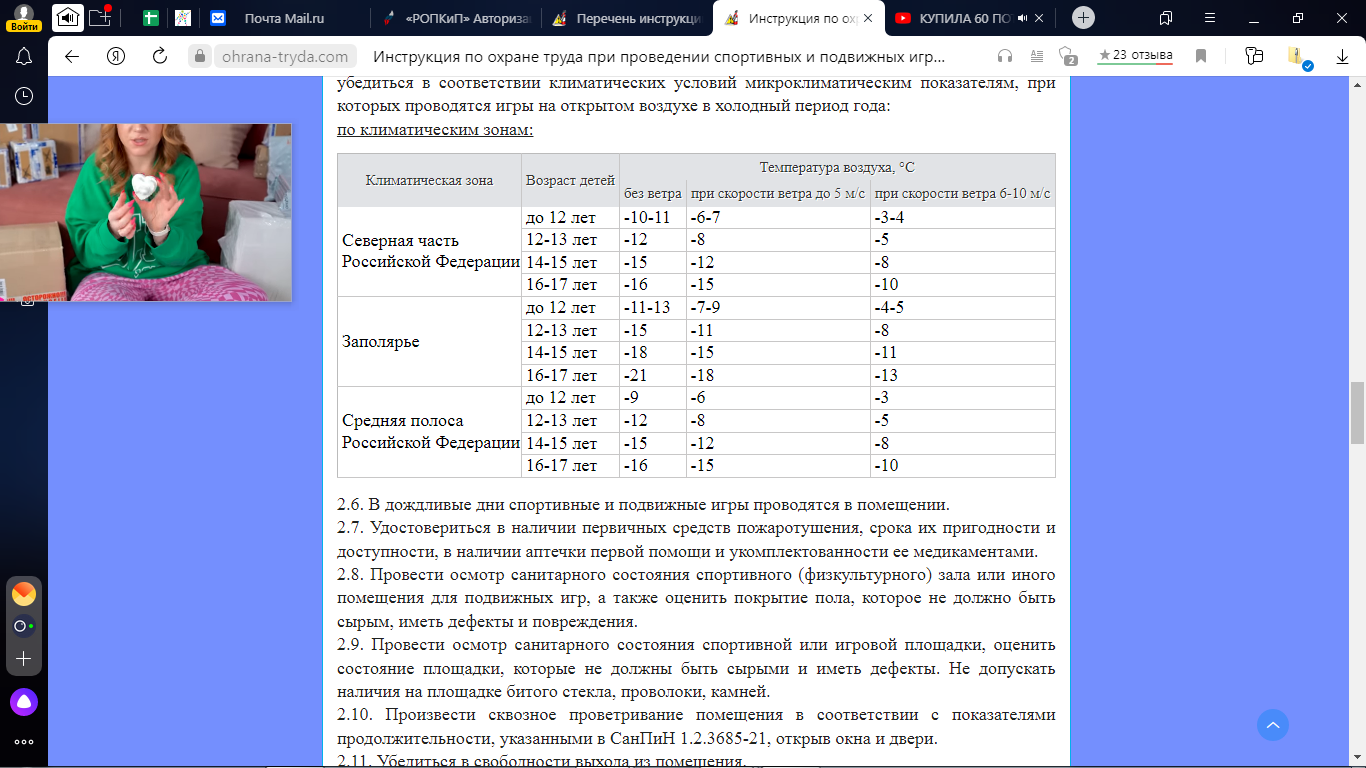 Войти
Почта Mail.ru
«РОПКиП» Авториза
Перечень инструкци
Инструкция по ох
КУПИЛА 60 ПО
ohrana-tryda.com
Инструкция по охране труда при проведении спортивных и подвижных игр...
2
23 отзыва
убедиться в соответствии климатических условий микроклиматическим показателям, при
которых проводятся игры на открытом воздухе в холодный период года:
по климатическим зонам:
Климатическая зона Возраст детей Температура воздуха, °C
без ветра при скорости ветра до 5 м/с при скорости ветра 6-10 м/с
Северная часть
Российской Федерации
до 12 лет -10-11 -6-7 -3-4
12-13 лет -12 -8 -5
14-15 лет -15 -12 -8
16-17 лет -16 -15 -10
Заполярье
до 12 лет -11-13 -7-9 -4-5
12-13 лет -15 -11 -8
14-15 лет -18 -15 -11
16-17 лет -21 -18 -13
Средняя полоса
Российской Федерации
до 12 лет -9 -6 -3
12-13 лет -12 -8 -5
14-15 лет -15 -12 -8
16-17 лет -16 -15 -10
2.6. В дождливые дни спортивные и подвижные игры проводятся в помещении.
2.7. Удостовериться в наличии первичных средств пожаротушения, срока их пригодности и
доступности, в наличии аптечки первой помощи и укомплектованности ее медикаментами.
2.8. Провести осмотр санитарного состояния спортивного (физкультурного) зала или иного
помещения для подвижных игр, а также оценить покрытие пола, которое не должно быть
сырым, иметь дефекты и повреждения.
2.9. Провести осмотр санитарного состояния спортивной или игровой площадки, оценить
состояние площадки, которые не должны быть сырыми и иметь дефекты. Не допускать
наличия на площадке битого стекла, проволоки, камней.
2.10. Произвести сквозное проветривание помещения в соответствии с показателями
продолжительности, указанными в СанПиН 1.2.3685-21, открыв окна и двери.
2.11. Убедиться в свободности выхода из помещения.